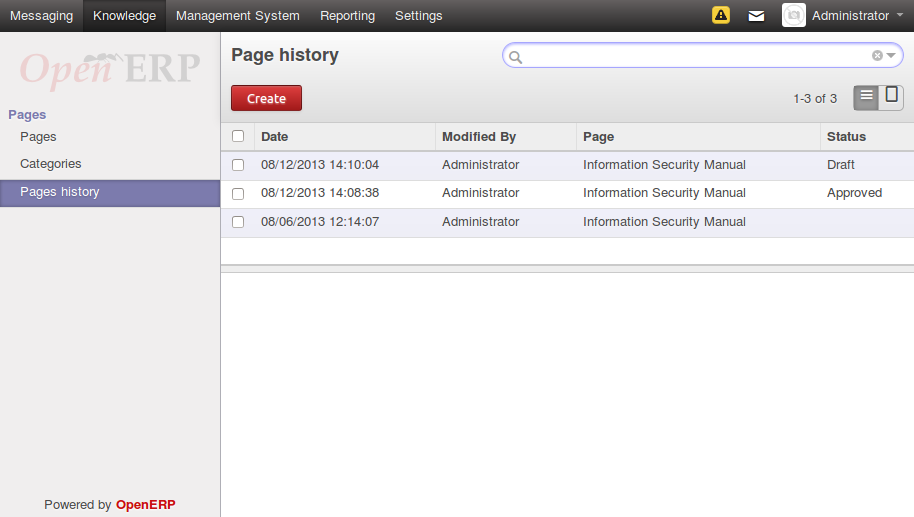 Messaging Knowledge Management System Reporting Settings Administrator
Open ERP
Page history
Create
1-3 of 3
Pages
Pages
Categories
Pages history
Date Modified By Page Status
08/12/2013 14:10:04 Administrator Information Security Manual Draft
08/12/2013 14:08:38 Administrator Information Security Manual Approved
08/06/2013 12:14:07 Administrator Information Security Manual
Powered by OpenERP